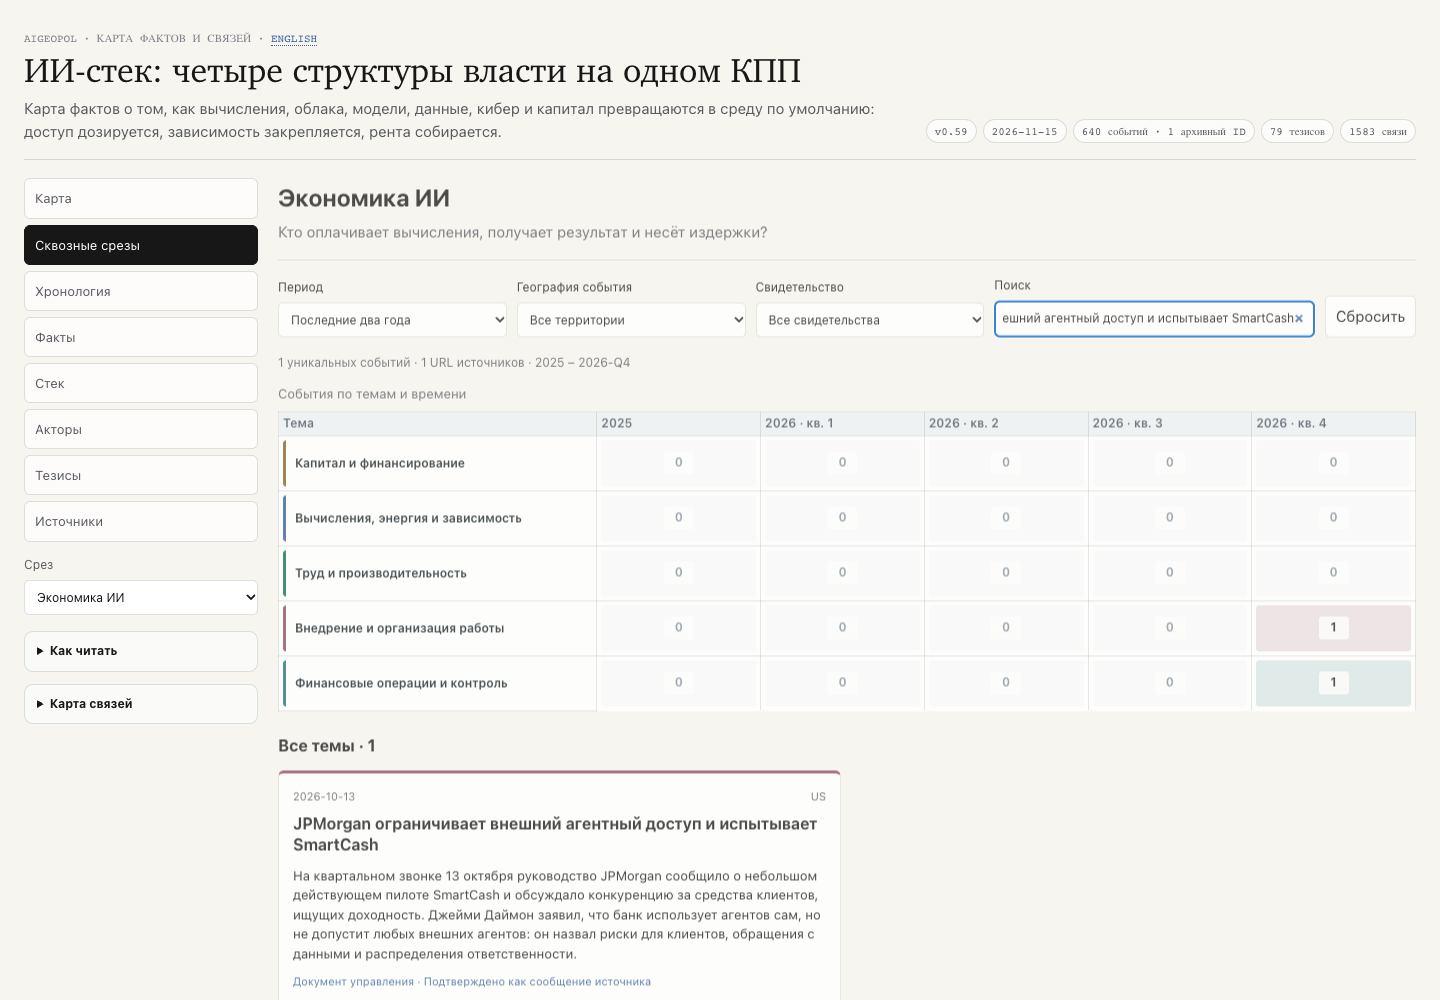 AIGEOPOL · КАРТА ФАКТОВ И СВЯЗЕЙ · ENGLISH
ИИ-стек: четыре структуры власти на одном КПП
Карта фактов о том, как вычисления, облака, модели, данные, кибер и капитал превращаются в среду по умолчанию:
доступ дозируется, зависимость закрепляется, рента собирается.
v0.59
2026-11-15
640 событий · 1 архивный ID
79 тезисов
1583 связи
Карта
Сквозные срезы
Хронология
Факты
Стек
Акторы
Тезисы
Источники
Срез
Экономика ИИ
Как читать
Карта связей
Экономика ИИ
Кто оплачивает вычисления, получает результат и несёт издержки?
Период
География события
Свидетельство
Поиск
Последние два года
Все территории
Все свидетельства
ешний агентный доступ и испытывает SmartCash
Сбросить
1 уникальных событий · 1 URL источников · 2025 – 2026-Q4
События по темам и времени
Тема 2025 2026 · кв. 1 2026 · кв. 2 2026 · кв. 3 2026 · кв. 4
Капитал и финансирование 0 0 0 0 0
Вычисления, энергия и зависимость 0 0 0 0 0
Труд и производительность 0 0 0 0 0
Внедрение и организация работы 0 0 0 0 1
Финансовые операции и контроль 0 0 0 0 1
Все темы · 1
2026-10-13 US
JPMorgan ограничивает внешний агентный доступ и испытывает
SmartCash
На квартальном звонке 13 октября руководство JPMorgan сообщило о небольшом
действующем пилоте SmartCash и обсуждало конкуренцию за средства клиентов,
ищущих доходность. Джейми Даймон заявил, что банк использует агентов сам, но
не допустит любых внешних агентов: он назвал риски для клиентов, обращения с
данными и распределения ответственности.
Документ управления · Подтверждено как сообщение источника